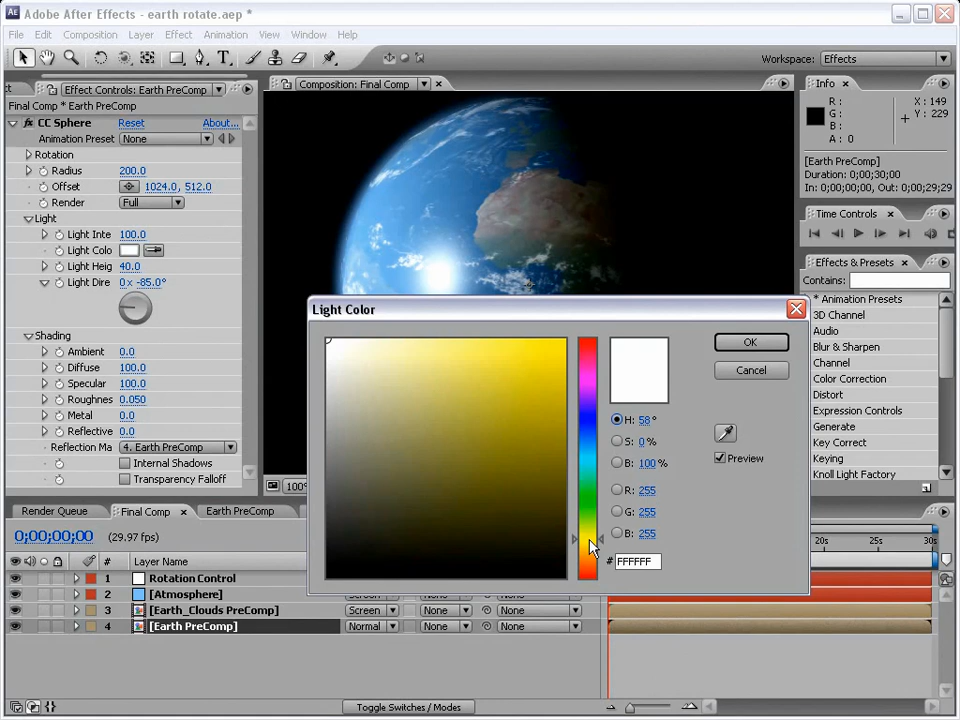 Adobe After Effects - earth rotate.aep *
File Edit Composition Layer Effect Animation View Window Help
Workspace: Effects
Effect Controls: Earth PreComp
Composition: Final Comp
Info
Final Comp * Earth PreComp
CC Sphere Reset About...
Animation Preset None
Rotation
Radius 200.0
Offset 1024.0, 512.0
Render Full
Light
Light Inte 100.0
Light Colo
Light Heig 40.0
Light Dire 0 x -85.0°
Shading
Ambient 0.0
Diffuse 100.0
Specular 100.0
Roughnes 0.050
Metal 0.0
Reflective 0.0
Reflection Ma 4. Earth PreComp
Internal Shadows
Transparency Falloff
100%
R :
G :
B :
A : 0
X : 149
Y : 229
[Earth PreComp]
Duration: 0;00;30;00
In: 0;00;00;00, Out: 0;00;29;29
Time Controls
Effects & Presets
Contains:
* Animation Presets
3D Channel
Audio
Blur & Sharpen
Channel
Color Correction
Distort
Expression Controls
Generate
Key Correct
Keying
Knoll Light Factory
Light Color
OK
Cancel
H: 58 °
S: 0 %
B: 100 %
Preview
R: 255
G: 255
B: 255
# FFFFFF
Render Queue Final Comp Earth PreComp
0;00;00;00 (29.97 fps)
20s 25s 30s
# Layer Name
1 Rotation Control
2 [Atmosphere]
3 [Earth_Clouds PreComp] Screen None None
4 [Earth PreComp] Normal None None
Toggle Switches / Modes